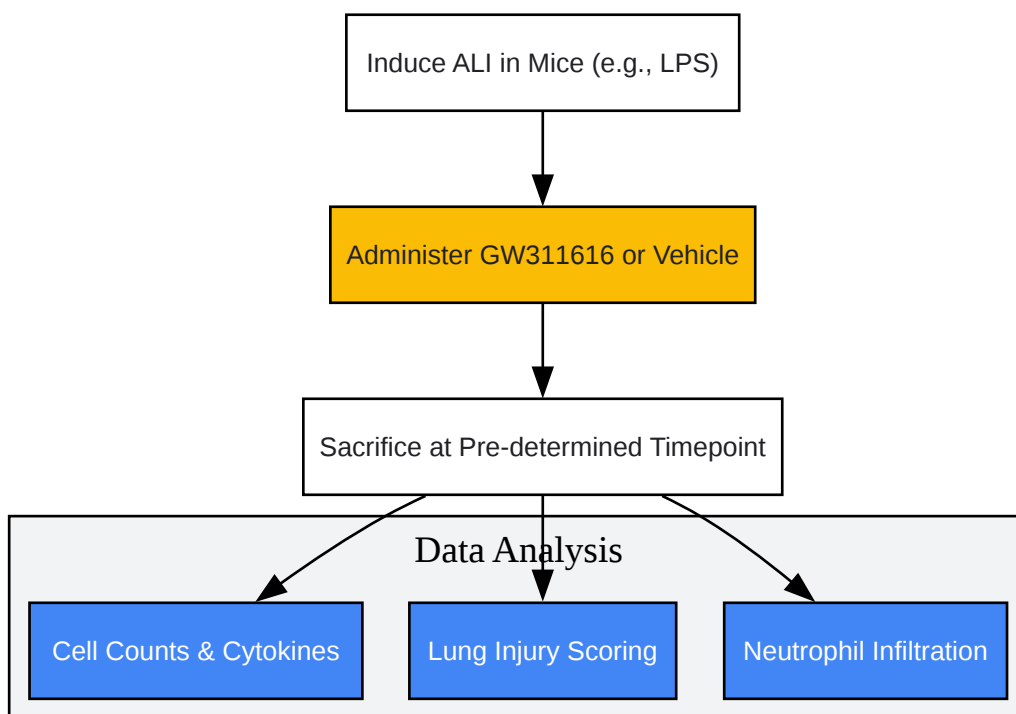 Induce ALI in Mice (e.g., LPS)
Administer GW311616 or Vehicle
Sacrifice at Pre-determined Timepoint
Data Analysis
Cell Counts & Cytokines
Lung Injury Scoring
Neutrophil Infiltration